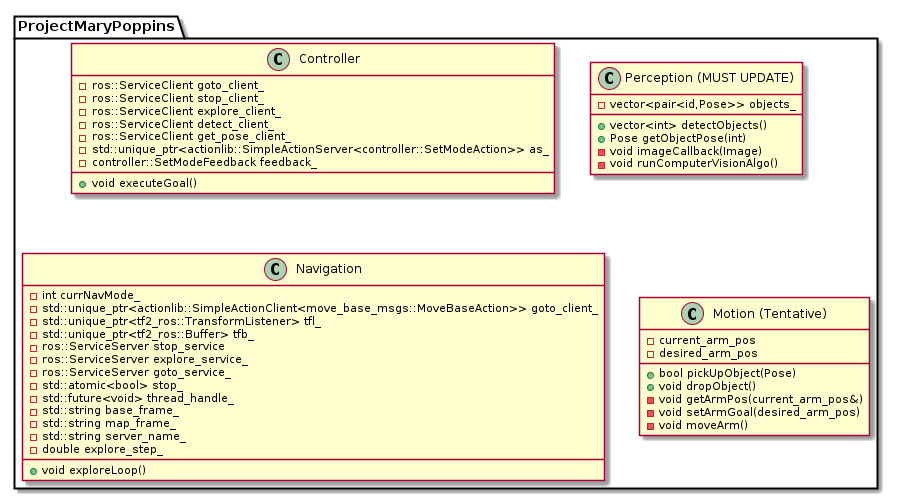 ProjectMaryPoppins
C Controller
ros::ServiceClient goto_client_
ros::ServiceClient stop_client_
ros::ServiceClient explore_client_
ros::ServiceClient detect_client_
ros::ServiceClient get_pose_client_
std::unique_ptr<actionlib::SimpleActionServer<controller::SetModeAction>> as_
controller::SetModeFeedback feedback_
void executeGoal()
C Perception (MUST UPDATE)
vector<pair<id,Pose>> objects_
vector<int> detectObjects()
Pose getObjectPose(int)
void imageCallback(Image)
void runComputerVisionAlgo()
C Navigation
int currNavMode_
std::unique_ptr<actionlib::SimpleActionClient<move_base_msgs::MoveBaseAction>> goto_client_
std::unique_ptr<tf2_ros::TransformListener> tfl_
std::unique_ptr<tf2_ros::Buffer> tfb_
ros::ServiceServer stop_service
ros::ServiceServer explore_service_
ros::ServiceServer goto_service_
std::atomic<bool> stop_
std::future<void> thread_handle_
std::string base_frame_
std::string map_frame_
std::string server_name_
double explore_step_
void exploreLoop()
C Motion (Tentative)
current_arm_pos
desired_arm_pos
bool pickUpObject(Pose)
void dropObject()
void getArmPos(current_arm_pos&)
void setArmGoal(desired_arm_pos)
void moveArm()